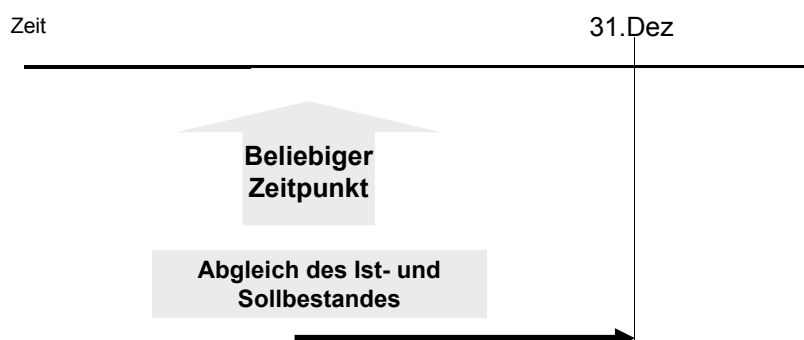 Zeit
31.Dez
Beliebiger
Zeitpunkt
Abgleich des Ist- und
Sollbestandes